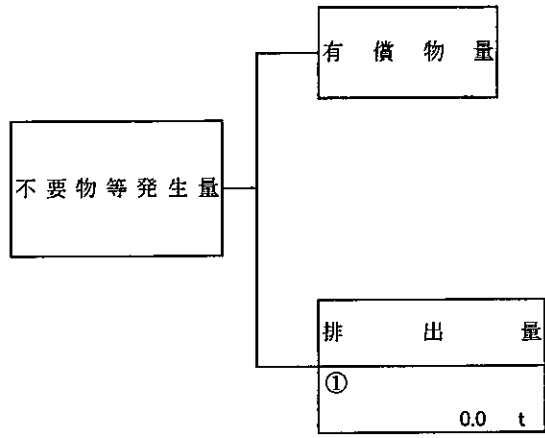 有償物量
不要物等発生量
排出量
①
0.0 t